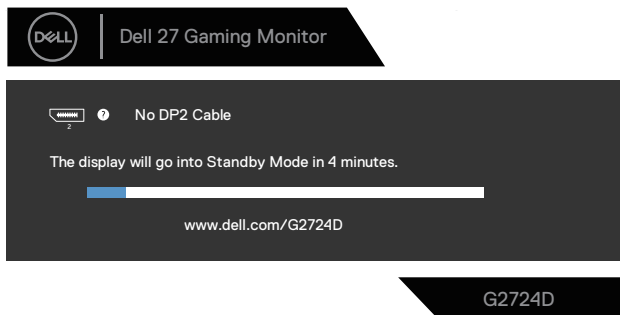 DELL
Dell 27 Gaming Monitor
? No DP2 Cable
2
The display will go into Standby Mode in 4 minutes.
www.dell.com/G2724D
G2724D